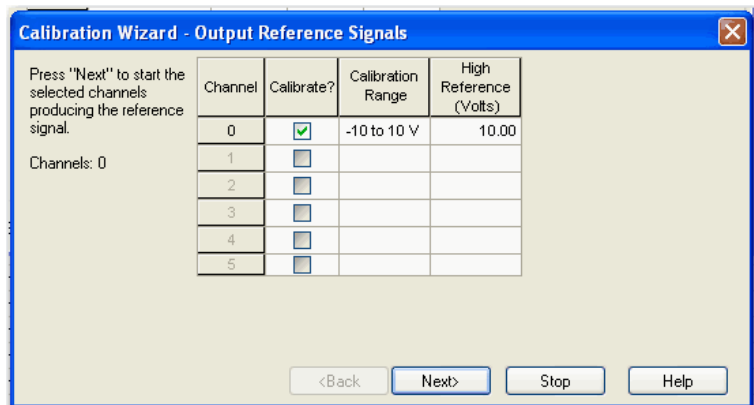 Calibration Wizard - Output Reference Signals
Press "Next" to start the
selected channels
producing the reference
signal.
Channels: 0
Channel Calibrate? Calibration Range High Reference (Volts)
0 -10 to 10 V 10.00
1
2
3
4
5
<Back Next> Stop Help